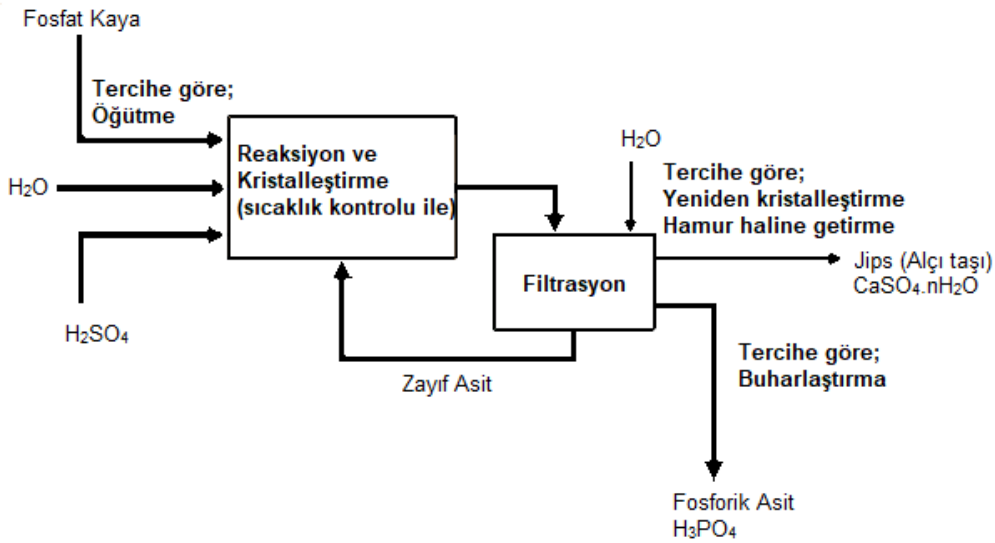 Fosfat Kaya
Tercihe göre;
Öğütme
H₂O
H₂SO₄
Reaksiyon ve
Kristalleştirme
(sıcaklık kontrolu ile)
H₂O
Tercihe göre;
Yeniden kristalleştirme
Hamur haline getirme
Filtrasyon
Jips (Alçı taşı)
CaSO₄.nH₂O
Zayıf Asit
Tercihe göre;
Buharlaştırma
Fosforik Asit
H₃PO₄